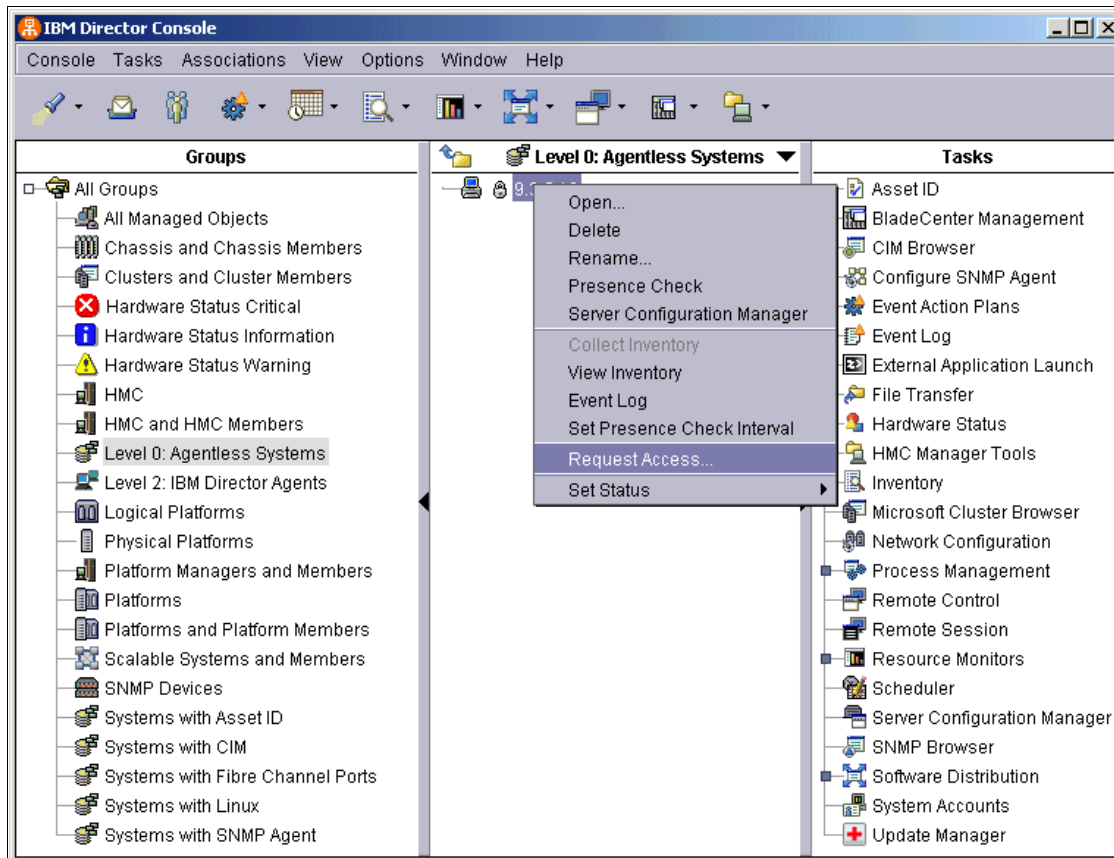 IBM Director Console
Console Tasks Associations View Options Window Help
Groups
All Groups
All Managed Objects
Chassis and Chassis Members
Clusters and Cluster Members
Hardware Status Critical
Hardware Status Information
Hardware Status Warning
HMC
HMC and HMC Members
Level 0: Agentless Systems
Level 2: IBM Director Agents
Logical Platforms
Physical Platforms
Platform Managers and Members
Platforms
Platforms and Platform Members
Scalable Systems and Members
SNMP Devices
Systems with Asset ID
Systems with CIM
Systems with Fibre Channel Ports
Systems with Linux
Systems with SNMP Agent
Level 0: Agentless Systems
Open...
Delete
Rename...
Presence Check
Server Configuration Manager
Collect Inventory
View Inventory
Event Log
Set Presence Check Interval
Request Access...
Set Status
Tasks
Asset ID
BladeCenter Management
CIM Browser
Configure SNMP Agent
Event Action Plans
Event Log
External Application Launch
File Transfer
Hardware Status
HMC Manager Tools
Inventory
Microsoft Cluster Browser
Network Configuration
Process Management
Remote Control
Remote Session
Resource Monitors
Scheduler
Server Configuration Manager
SNMP Browser
Software Distribution
System Accounts
Update Manager